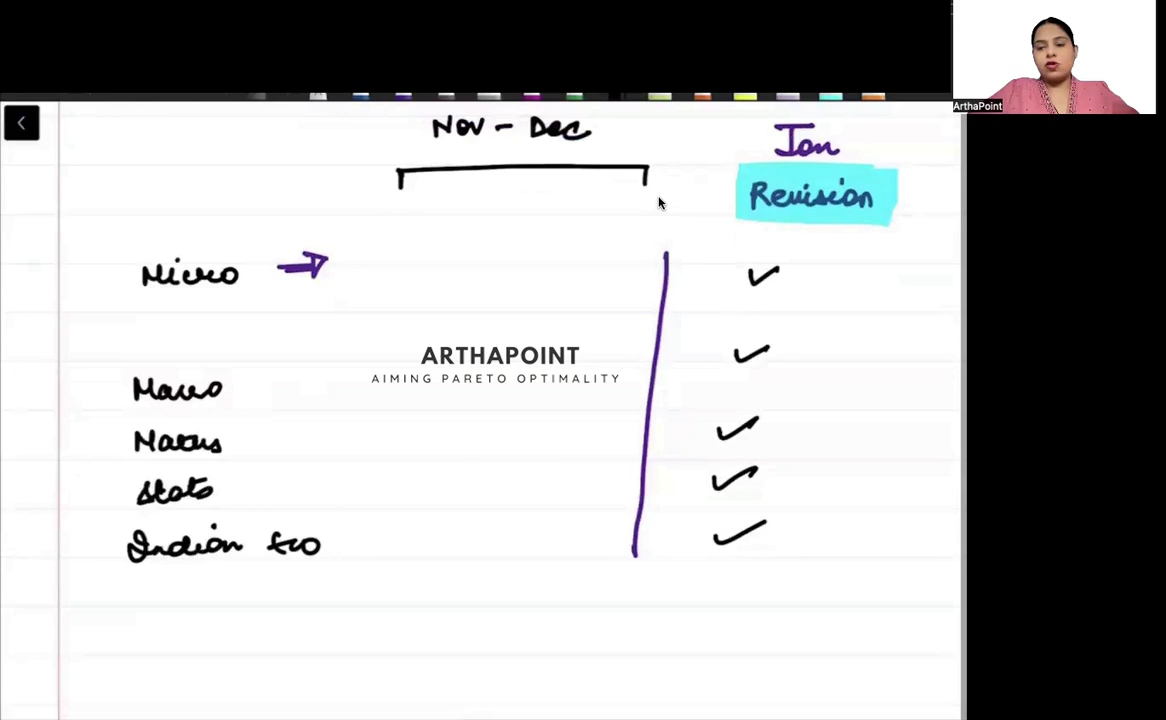 ArthaPoint
Nov - Dec
Jan
Revision
Micro
ARTHAPOINT
AIMING PARETO OPTIMALITY
Macro
Maths
Stats
Indian Eco